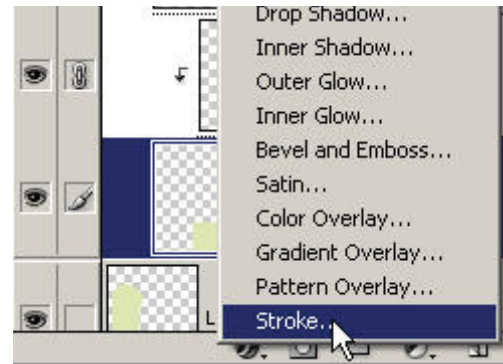 Drop Shadow...
Inner Shadow...
Outer Glow...
Inner Glow...
Bevel and Emboss...
Satin...
Color Overlay...
Gradient Overlay...
Pattern Overlay...
Stroke...
L